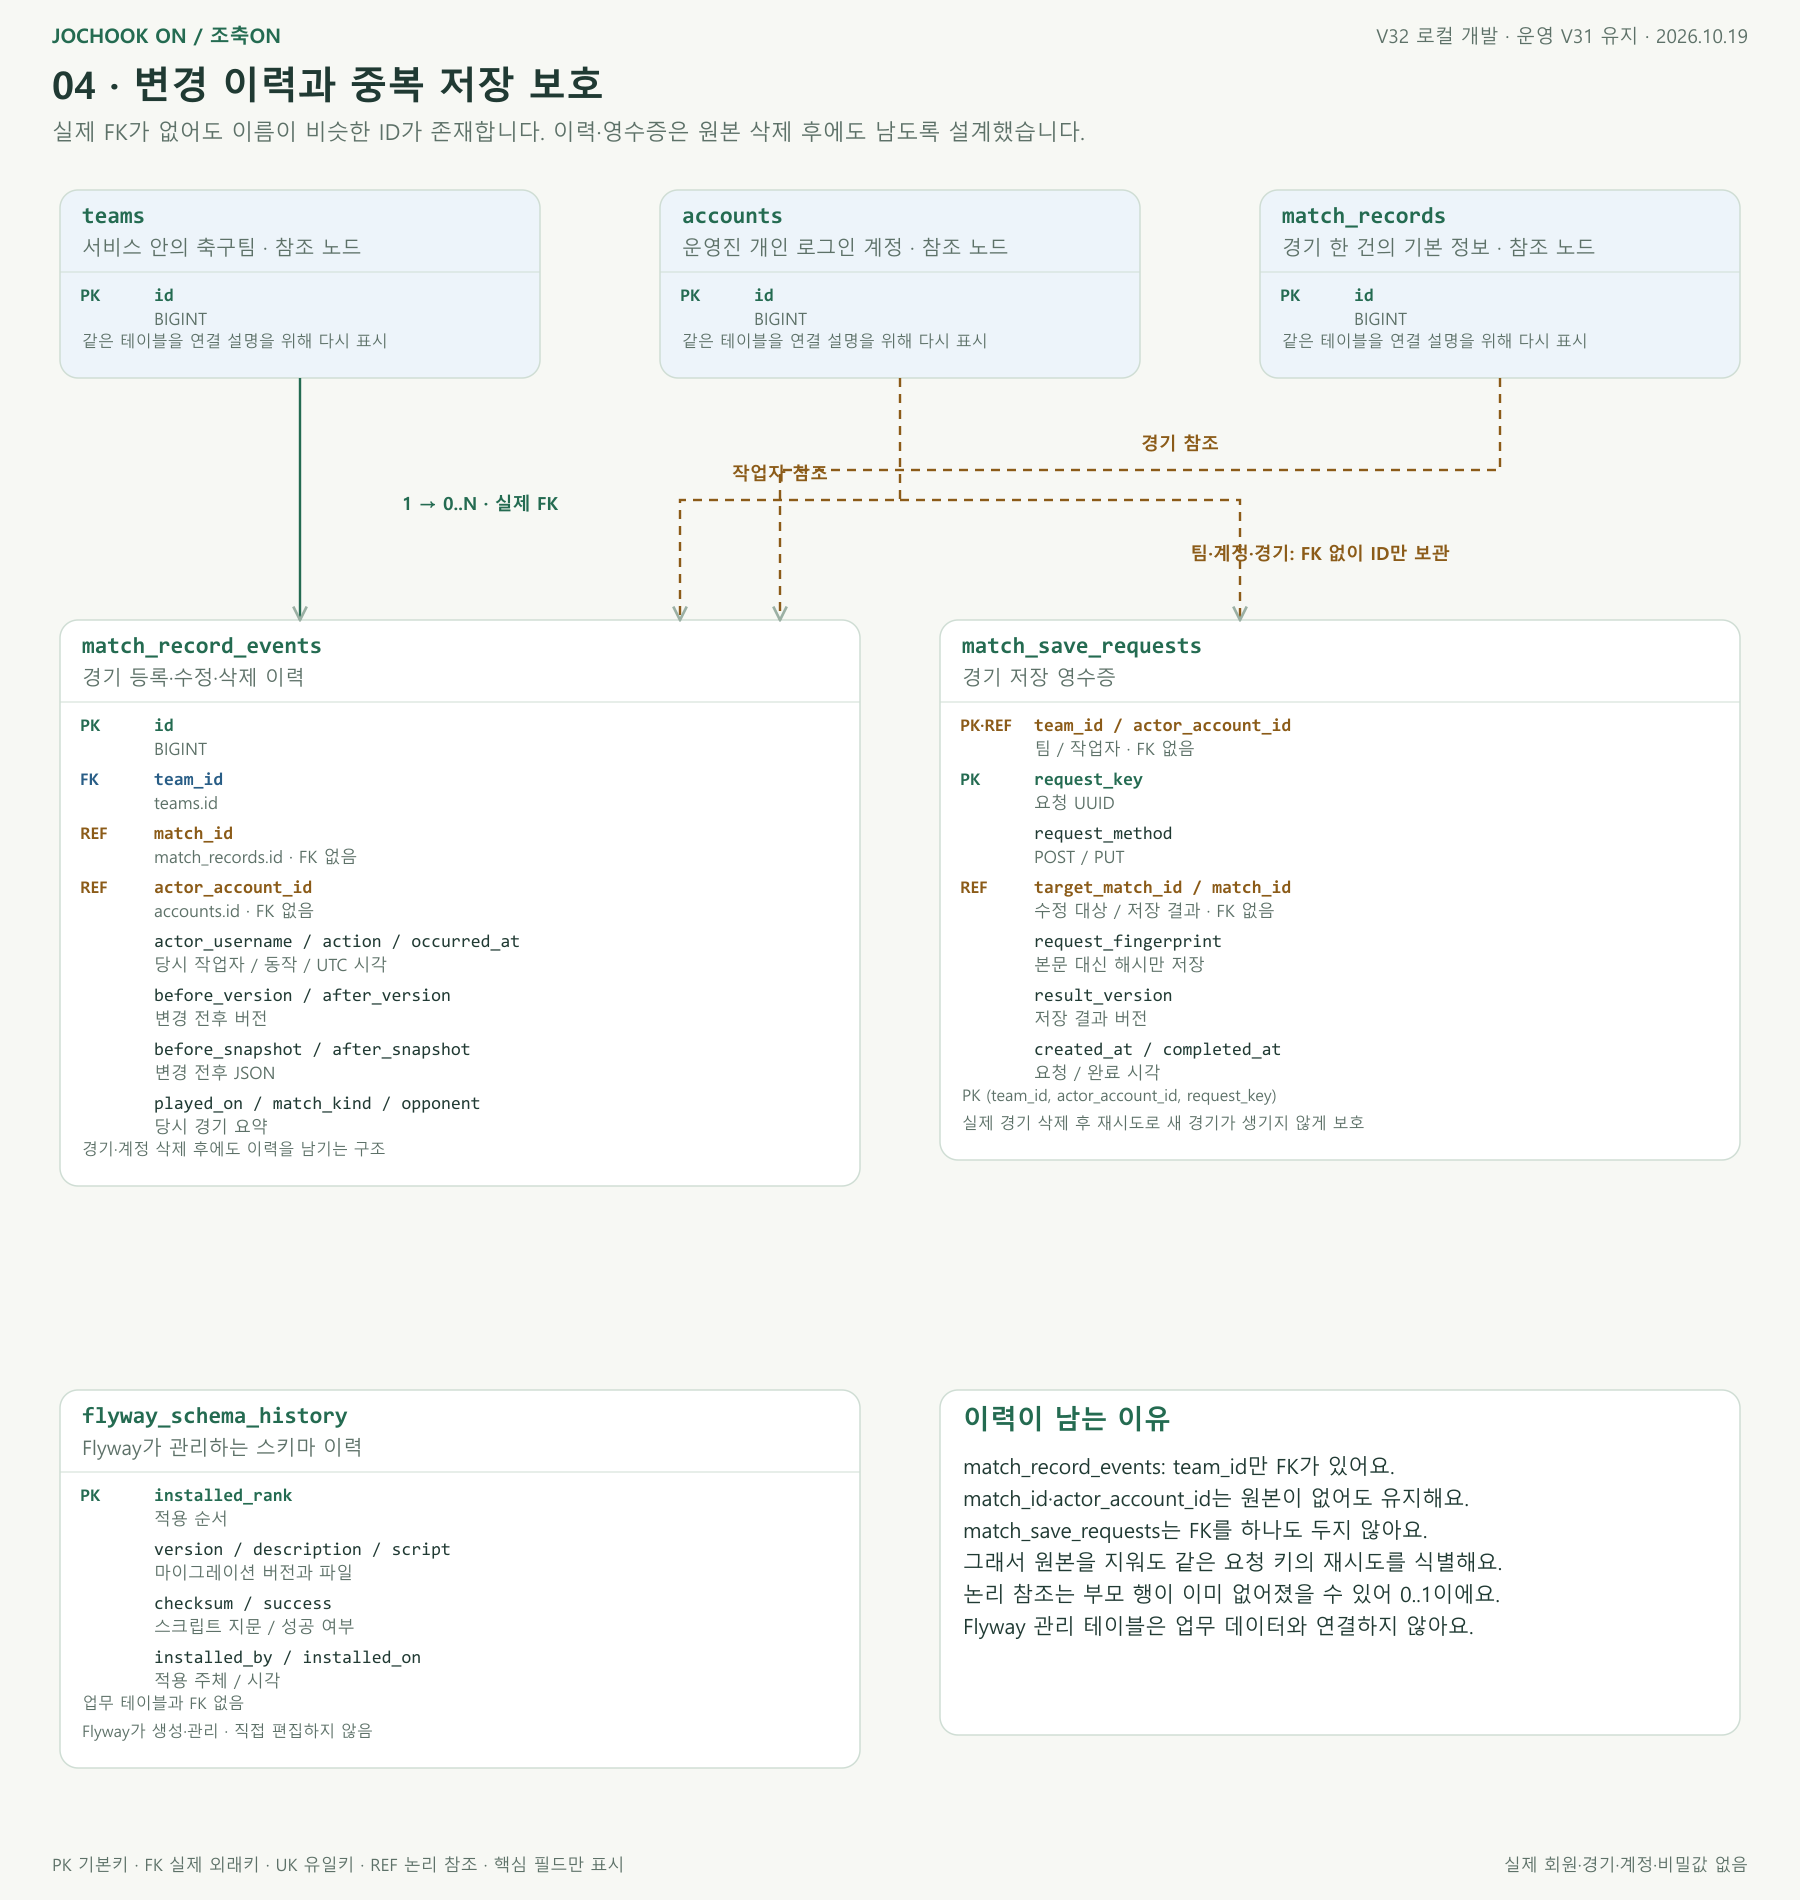 JOCHOOK ON / 조축ON
V32 로컬 개발 · 운영 V31 유지 · 2026.10.19
04 · 변경 이력과 중복 저장 보호
실제 FK가 없어도 이름이 비슷한 ID가 존재합니다. 이력·영수증은 원본 삭제 후에도 남도록 설계했습니다.
teams
서비스 안의 축구팀 · 참조 노드
PK id
BIGINT
같은 테이블을 연결 설명을 위해 다시 표시
accounts
운영진 개인 로그인 계정 · 참조 노드
PK id
BIGINT
같은 테이블을 연결 설명을 위해 다시 표시
match_records
경기 한 건의 기본 정보 · 참조 노드
PK id
BIGINT
같은 테이블을 연결 설명을 위해 다시 표시
경기 참조
작업자 참조
1 → 0..N · 실제 FK
팀·계정·경기: FK 없이 ID만 보관
match_record_events
경기 등록·수정·삭제 이력
PK id
BIGINT
FK team_id
teams.id
REF match_id
match_records.id · FK 없음
REF actor_account_id
accounts.id · FK 없음
actor_username / action / occurred_at
당시 작업자 / 동작 / UTC 시각
before_version / after_version
변경 전후 버전
before_snapshot / after_snapshot
변경 전후 JSON
played_on / match_kind / opponent
당시 경기 요약
경기·계정 삭제 후에도 이력을 남기는 구조
match_save_requests
경기 저장 영수증
PK·REF team_id / actor_account_id
팀 / 작업자 · FK 없음
PK request_key
요청 UUID
request_method
POST / PUT
REF target_match_id / match_id
수정 대상 / 저장 결과 · FK 없음
request_fingerprint
본문 대신 해시만 저장
result_version
저장 결과 버전
created_at / completed_at
요청 / 완료 시각
PK (team_id, actor_account_id, request_key)
실제 경기 삭제 후 재시도로 새 경기가 생기지 않게 보호
flyway_schema_history
Flyway가 관리하는 스키마 이력
PK installed_rank
적용 순서
version / description / script
마이그레이션 버전과 파일
checksum / success
스크립트 지문 / 성공 여부
installed_by / installed_on
적용 주체 / 시각
업무 테이블과 FK 없음
Flyway가 생성·관리 · 직접 편집하지 않음
이력이 남는 이유
match_record_events: team_id만 FK가 있어요.
match_id·actor_account_id는 원본이 없어도 유지해요.
match_save_requests는 FK를 하나도 두지 않아요.
그래서 원본을 지워도 같은 요청 키의 재시도를 식별해요.
논리 참조는 부모 행이 이미 없어졌을 수 있어 0..1이에요.
Flyway 관리 테이블은 업무 데이터와 연결하지 않아요.
PK 기본키 · FK 실제 외래키 · UK 유일키 · REF 논리 참조 · 핵심 필드만 표시
실제 회원·경기·계정·비밀값 없음